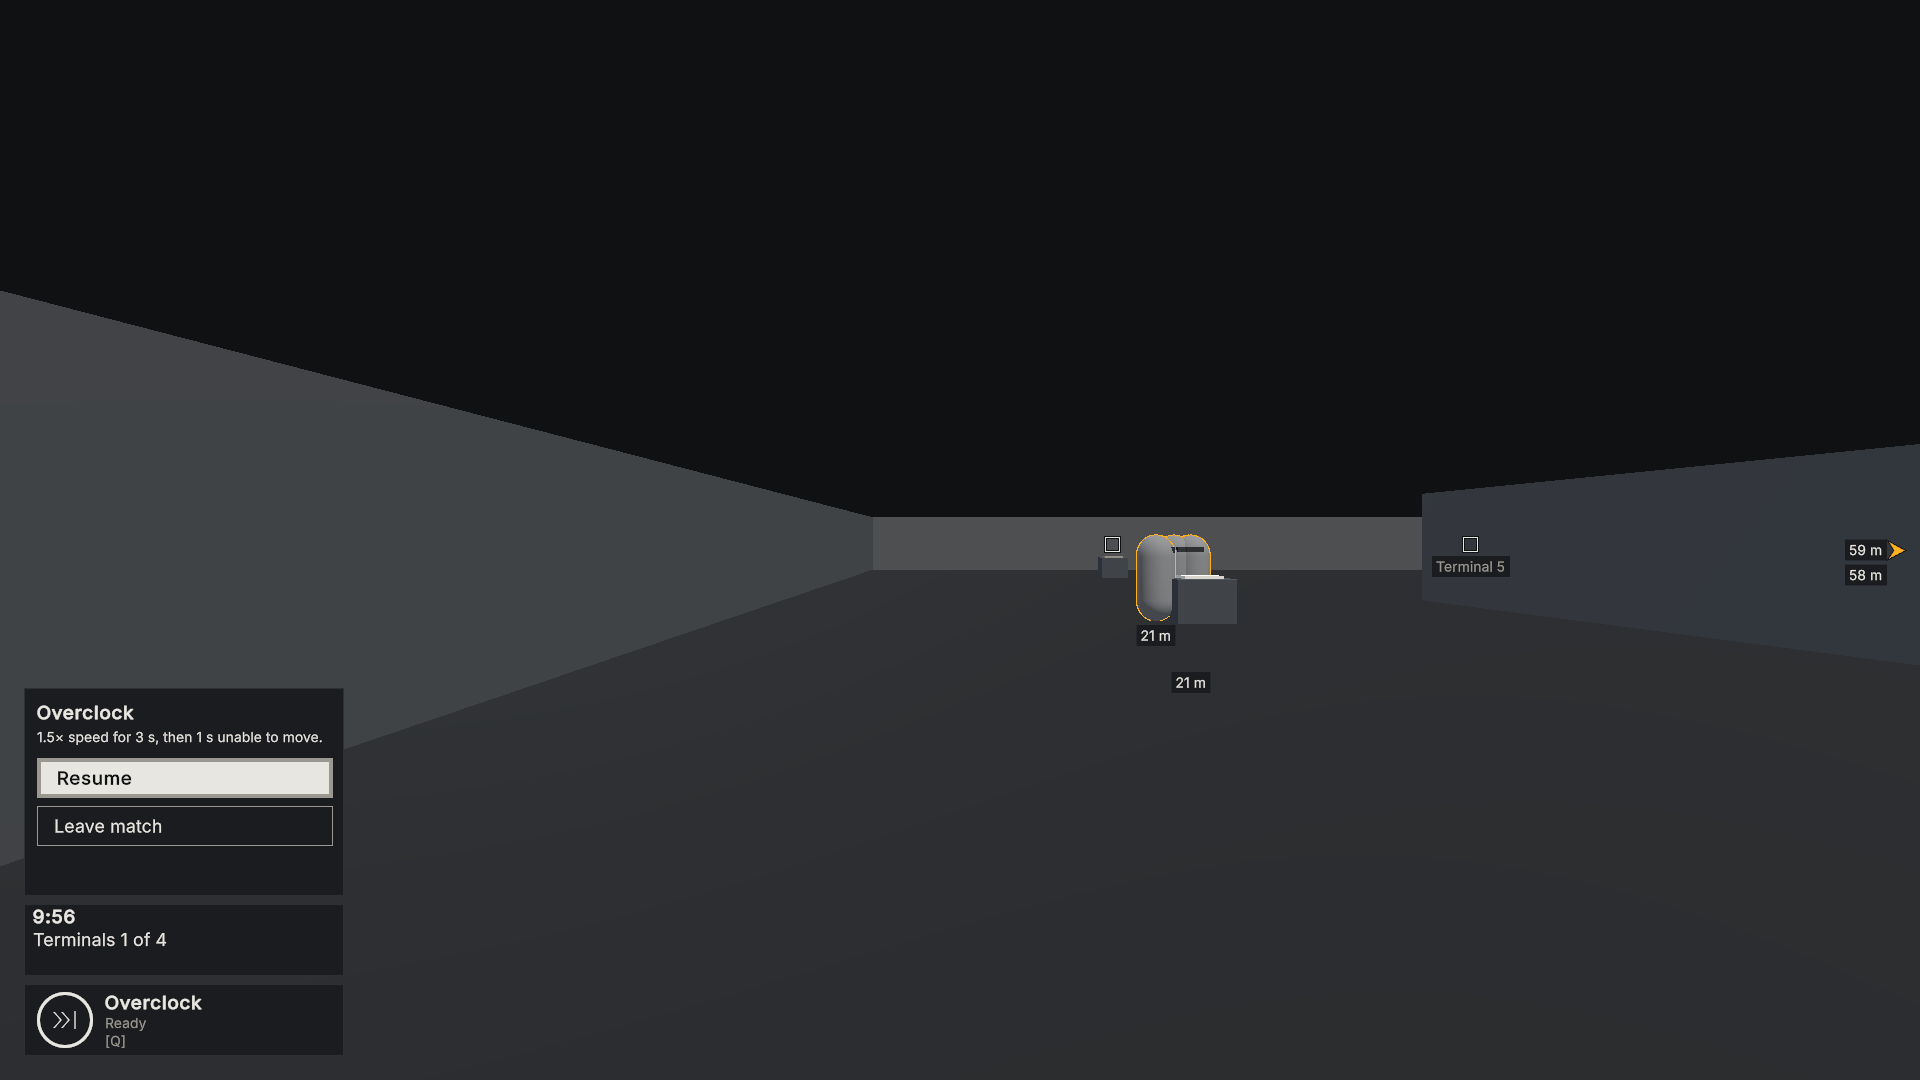 Terminal 5
59 m
58 m
21 m
21 m
Overclock
1.5× speed for 3 s, then 1 s unable to move.
Resume
Leave match
9:56
Terminals 1 of 4
Overclock
Ready
[Q]